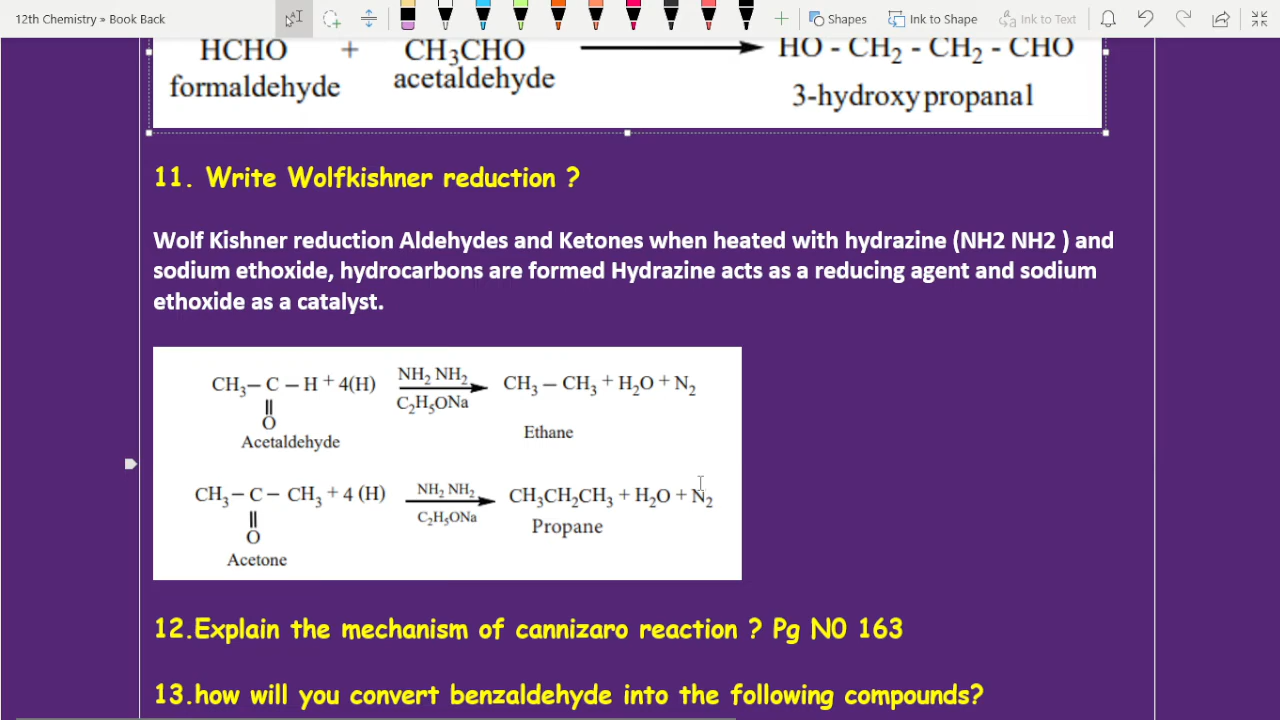 12th Chemistry » Book Back
Shapes
Ink to Shape
Ink to Text
HCHO + CH₃CHO ⟶ HO - CH₂ - CH₂ - CHO
formaldehyde acetaldehyde 3-hydroxypropanal
11. Write Wolfkishner reduction ?
Wolf Kishner reduction Aldehydes and Ketones when heated with hydrazine (NH2 NH2 ) and
sodium ethoxide, hydrocarbons are formed Hydrazine acts as a reducing agent and sodium
ethoxide as a catalyst.
NH₂ NH₂
CH₃– C – H + 4(H) ⟶ CH₃ – CH₃ + H₂O + N₂
C₂H₅ONa
||
O
Ethane
Acetaldehyde
NH₂ NH₂
CH₃– C – CH₃ + 4 (H) ⟶ CH₃CH₂CH₃ + H₂O + N₂
C₂H₅ONa
||
Propane
O
Acetone
12.Explain the mechanism of cannizaro reaction ? Pg N0 163
13.how will you convert benzaldehyde into the following compounds?